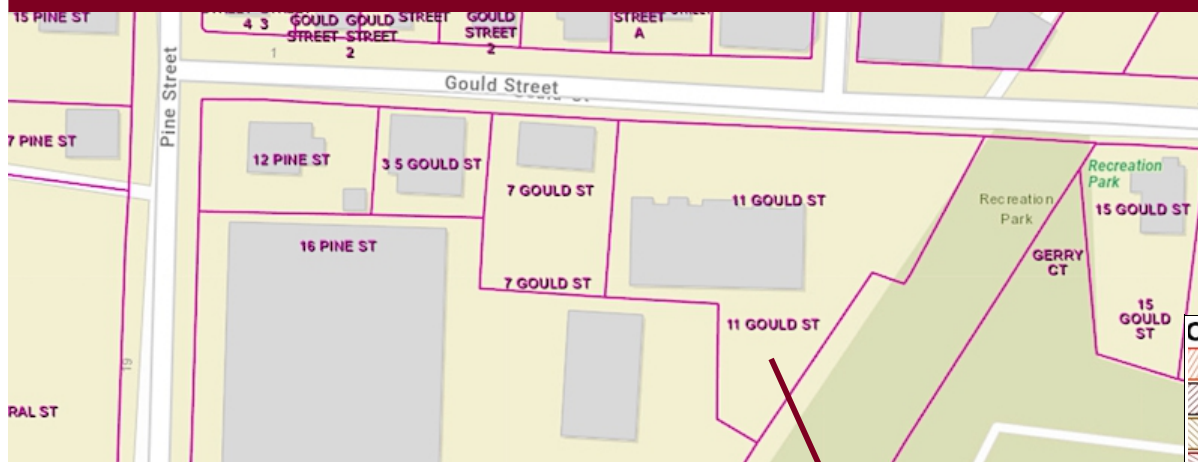 15 PINE ST
4 3
GOULD GOULD
STREET STREET
2
STREET
GOULD
STREET
2
STREET
A
1
Pine Street
Gould Street
7 PINE ST
12 PINE ST
3 5 GOULD ST
7 GOULD ST
11 GOULD ST
Recreation
Park
Recreation
Park
15 GOULD ST
16 PINE ST
GERRY
CT
7 GOULD ST
11 GOULD ST
15
GOULD
ST
19
RAL ST